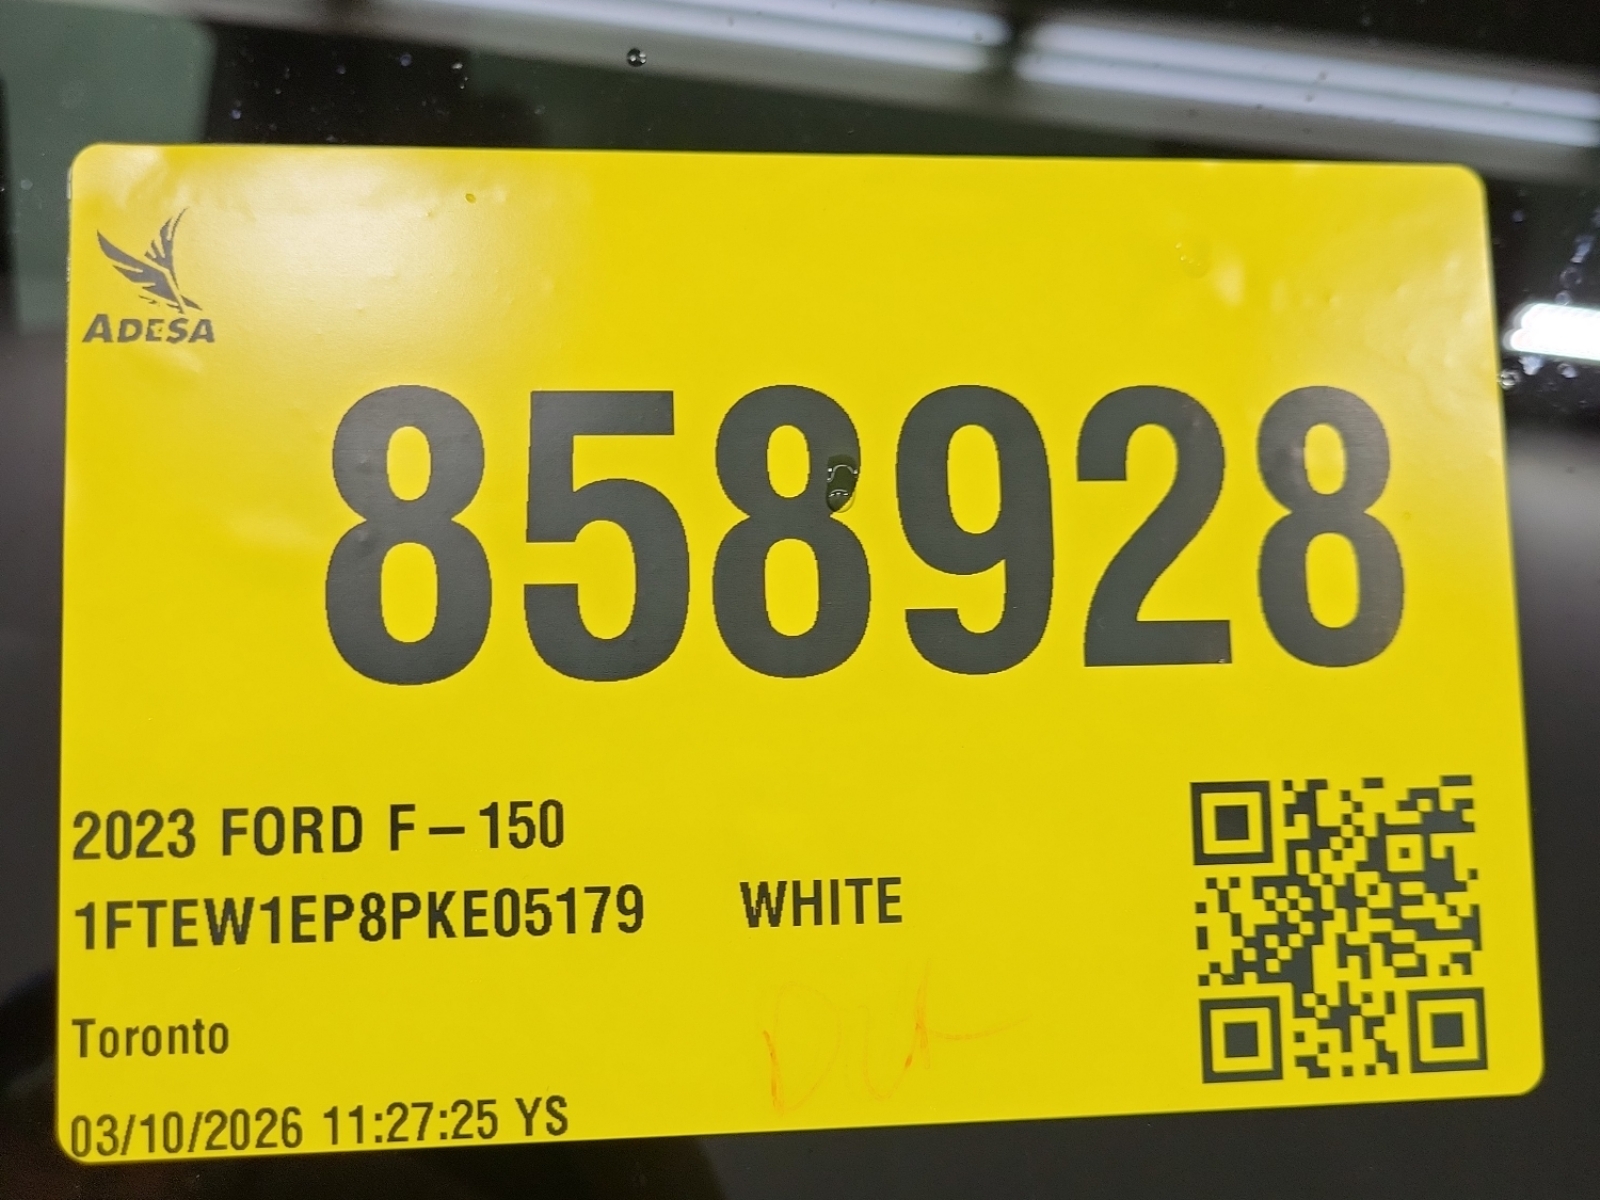 ADESA
858928
2023 FORD F-150
1FTEW1EP8PKE05179 WHITE
Toronto
03/10/2026 11:27:25 YS